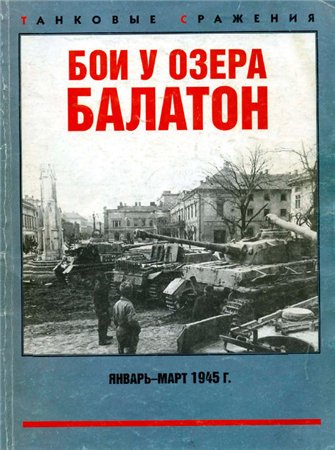 ТАНКОВЫЕ СРАЖЕНИЯ
БОИ У ОЗЕРА
БАЛАТОН
ЯНВАРЬ–МАРТ 1945 Г.